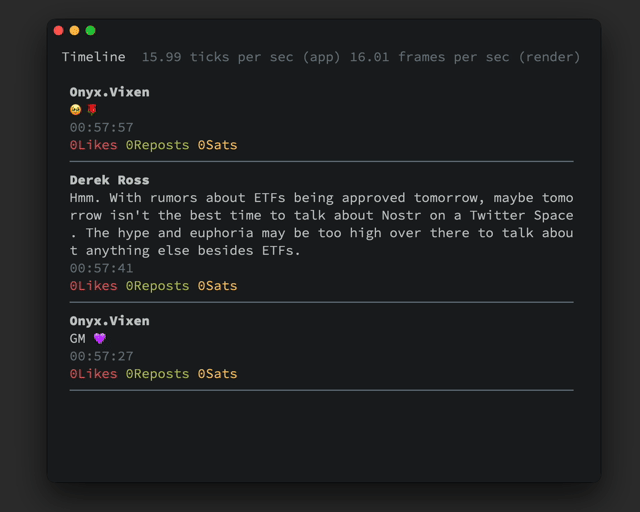 Timeline  15.99 ticks per sec (app) 16.01 frames per sec (render)
Onyx.Vixen
🥹🌹
00:57:57
0Likes 0Reposts 0Sats
Derek Ross
Hmm. With rumors about ETFs being approved tomorrow, maybe tomo
rrow isn't the best time to talk about Nostr on a Twitter Space
. The hype and euphoria may be too high over there to talk abou
t anything else besides ETFs.
00:57:41
0Likes 0Reposts 0Sats
Onyx.Vixen
GM 💜
00:57:27
0Likes 0Reposts 0Sats